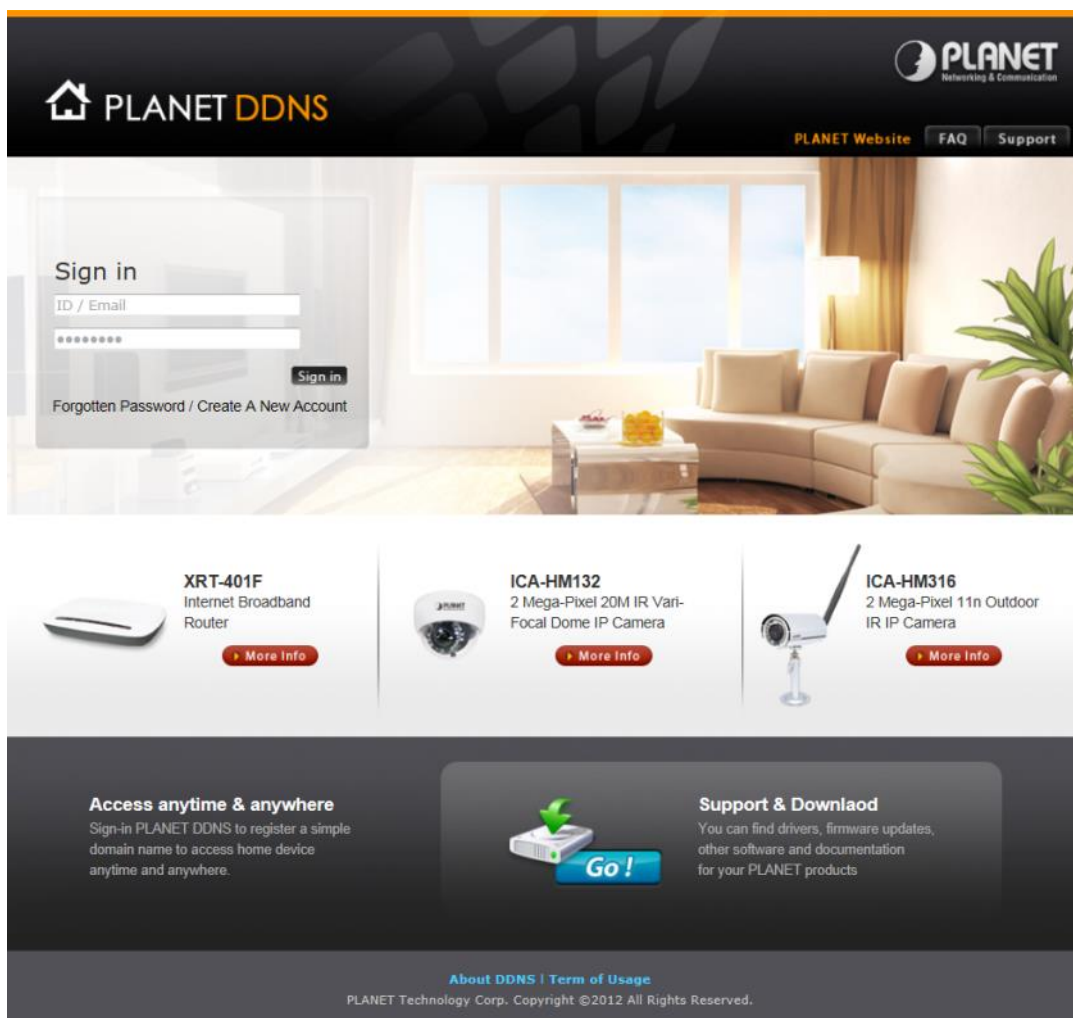 PLANET
Networking & Communication
PLANET DDNS
PLANET Website FAQ Support
Sign in
ID / Email
••••••••
Sign in
Forgotten Password / Create A New Account
XRT-401F
Internet Broadband
Router
More Info
PLANET
ICA-HM132
2 Mega-Pixel 20M IR Vari-
Focal Dome IP Camera
More Info
ICA-HM316
2 Mega-Pixel 11n Outdoor
IR IP Camera
More Info
Access anytime & anywhere
Sign-in PLANET DDNS to register a simple
domain name to access home device
anytime and anywhere.
Go!
Support & Downlaod
You can find drivers, firmware updates,
other software and documentation
for your PLANET products
About DDNS | Term of Usage
PLANET Technology Corp. Copyright ©2012 All Rights Reserved.